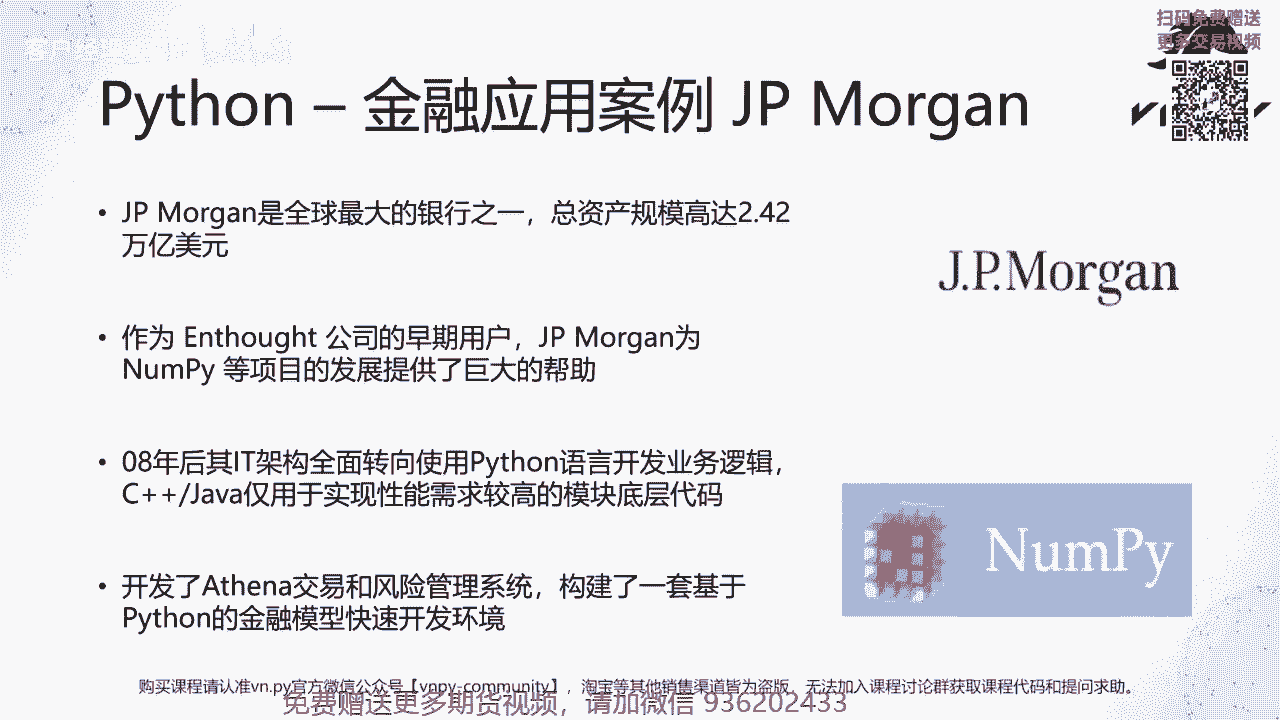 扫码免费赠送
更多交易视频
Python – 金融应用案例 JP Morgan
• JP Morgan是全球最大的银行之一，总资产规模高达2.42
万亿美元
J.P.Morgan
• 作为 Enthought 公司的早期用户，JP Morgan为
NumPy 等项目的发展提供了巨大的帮助
• 08年后其IT架构全面转向使用Python语言开发业务逻辑，
C++/Java仅用于实现性能需求较高的模块底层代码
NumPy
• 开发了Athena交易和风险管理系统，构建了一套基于
Python的金融模型快速开发环境
购买课程请认准vn.py官方微信公众号【vnpy-community】，淘宝等其他销售渠道皆为盗版，无法加入课程讨论群获取课程代码和提问求助。
免费赠送更多期货视频，请加微信 936202433